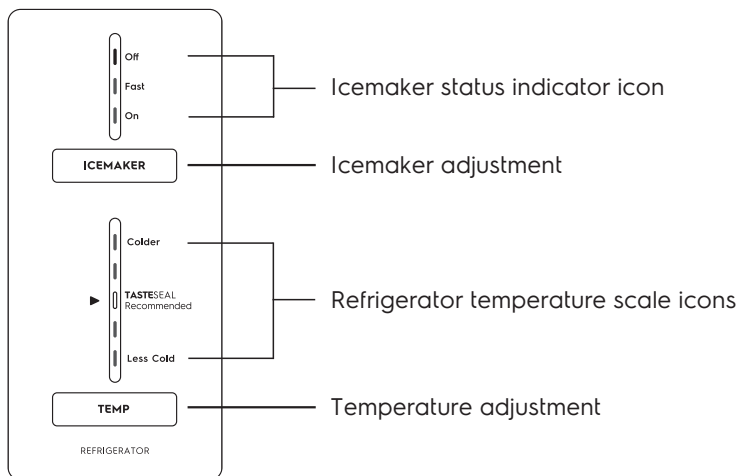 Off
Fast
On
Icemaker status indicator icon
ICEMAKER
Icemaker adjustment
Colder
TASTESEAL
Recommended
Refrigerator temperature scale icons
Less Cold
TEMP
Temperature adjustment
REFRIGERATOR